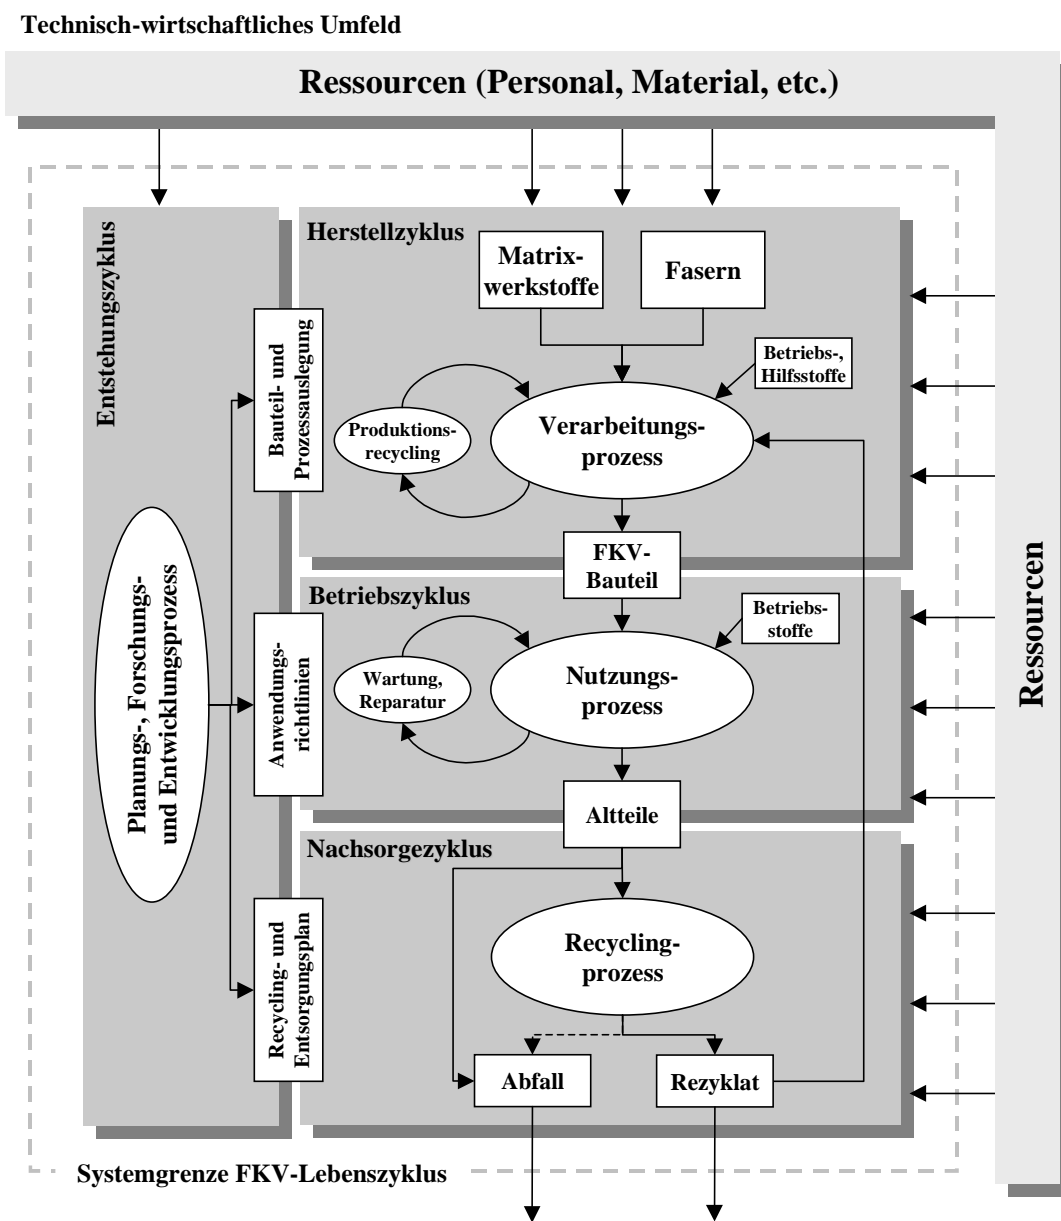 Technisch-wirtschaftliches Umfeld
Ressourcen (Personal, Material, etc.)
Ressourcen
Entstehungszyklus
Planungs-, Forschungs-
und Entwicklungsprozess
Bauteil- und
Prozessauslegung
Anwendungs-
richtlinien
Recycling- und
Entsorgungsplan
Herstellzyklus
Matrix-
werkstoffe
Fasern
Betriebs-,
Hilfsstoffe
Produktions-
recycling
Verarbeitungs-
prozess
FKV-
Bauteil
Betriebszyklus
Betriebs-
stoffe
Wartung,
Reparatur
Nutzungs-
prozess
Altteile
Nachsorgezyklus
Recycling-
prozess
Abfall
Rezyklat
Systemgrenze FKV-Lebenszyklus